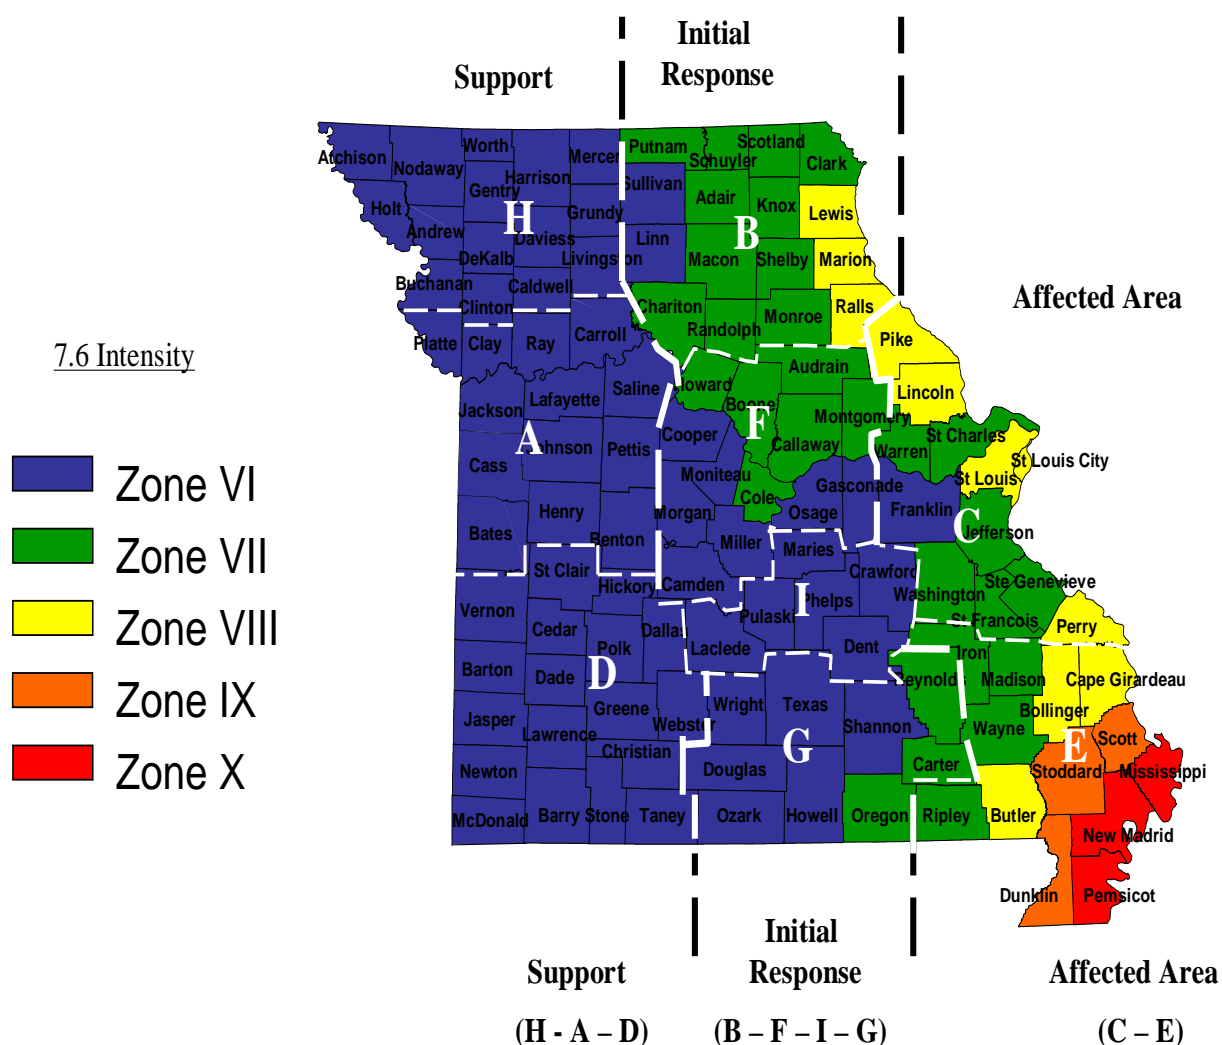 Initial
Response
Support
Affected Area
7.6 Intensity
Zone VI
Zone VII
Zone VIII
Zone IX
Zone X
Atchison
Nodaway
Worth
Harrison
Mercer
Putnam
Schuyler
Scotland
Clark
Gentry
Sullivan
Adair
Knox
Lewis
Holt
Andrew
H
Grundy
Daviess
Linn
B
DeKalb
Livingston
Macon
Shelby
Marion
Buchanan
Clinton
Caldwell
Chariton
Randolph
Monroe
Ralls
Pike
Platte
Clay
Ray
Carroll
Audrain
Saline
Howard
Boone
Lincoln
Jackson
Lafayette
F
Montgomery
Callaway
A
Johnson
Pettis
Cooper
Warren
St Charles
St Louis City
St Louis
Cass
Moniteau
Cole
Gasconade
Osage
Franklin
C
Jefferson
Henry
Morgan
Bates
Benton
Miller
Maries
St Clair
Hickory
Camden
Crawford
Washington
Ste Genevieve
Vernon
Cedar
Polk
Dallas
Laclede
Pulaski
I
Phelps
Dent
St Francois
Perry
Iron
Barton
Dade
D
Reynolds
Madison
Cape Girardeau
Bollinger
Jasper
Lawrence
Greene
Webster
Wright
Texas
Shannon
Wayne
E
Scott
Christian
G
Carter
Stoddard
Mississippi
Newton
Douglas
McDonald
Barry
Stone
Taney
Ozark
Howell
Oregon
Ripley
Butler
New Madrid
Dunklin
Pemsicot
Support
Initial
Response
Affected Area
(H - A – D)
(B – F – I – G)
(C – E)